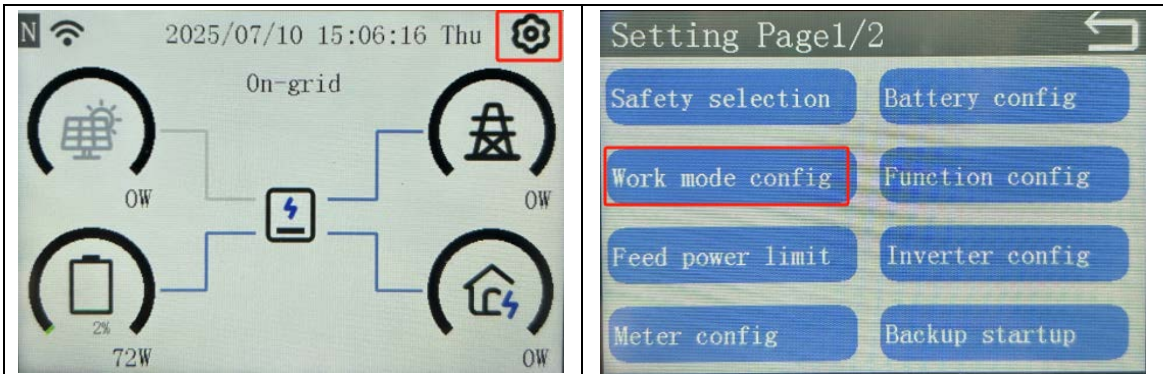 N 2025/07/10 15:06:16 Thu
On-grid
0W
0W
2%
72W
0W
Setting Page1/2
Safety selection
Battery config
Work mode config
Function config
Feed power limit
Inverter config
Meter config
Backup startup